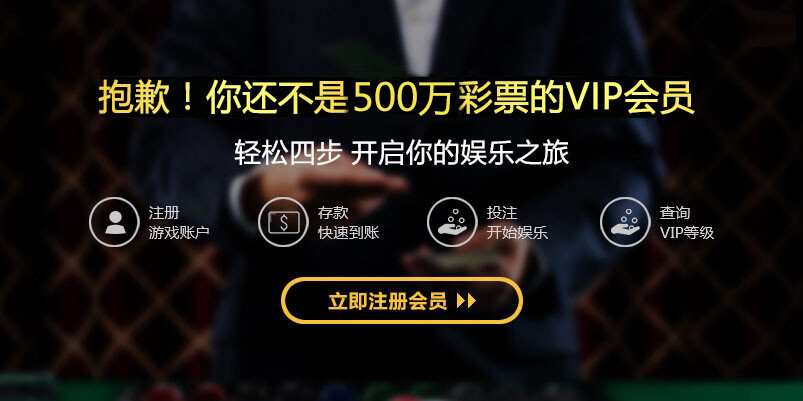 抱歉！你还不是500万彩票的VIP会员
轻松四步 开启你的娱乐之旅
注册
游戏账户
存款
快速到账
投注
开始娱乐
查询
VIP等级
立即注册会员